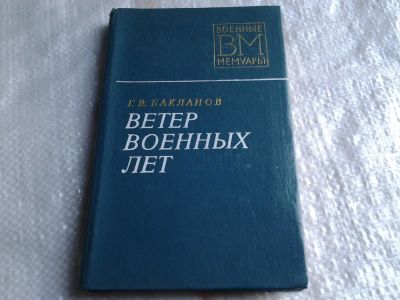 ВОЕННЫЕ
ВМ
МЕМУАРЫ
Г. В. БАКЛАНОВ
ВЕТЕР
ВОЕННЫХ
ЛЕТ